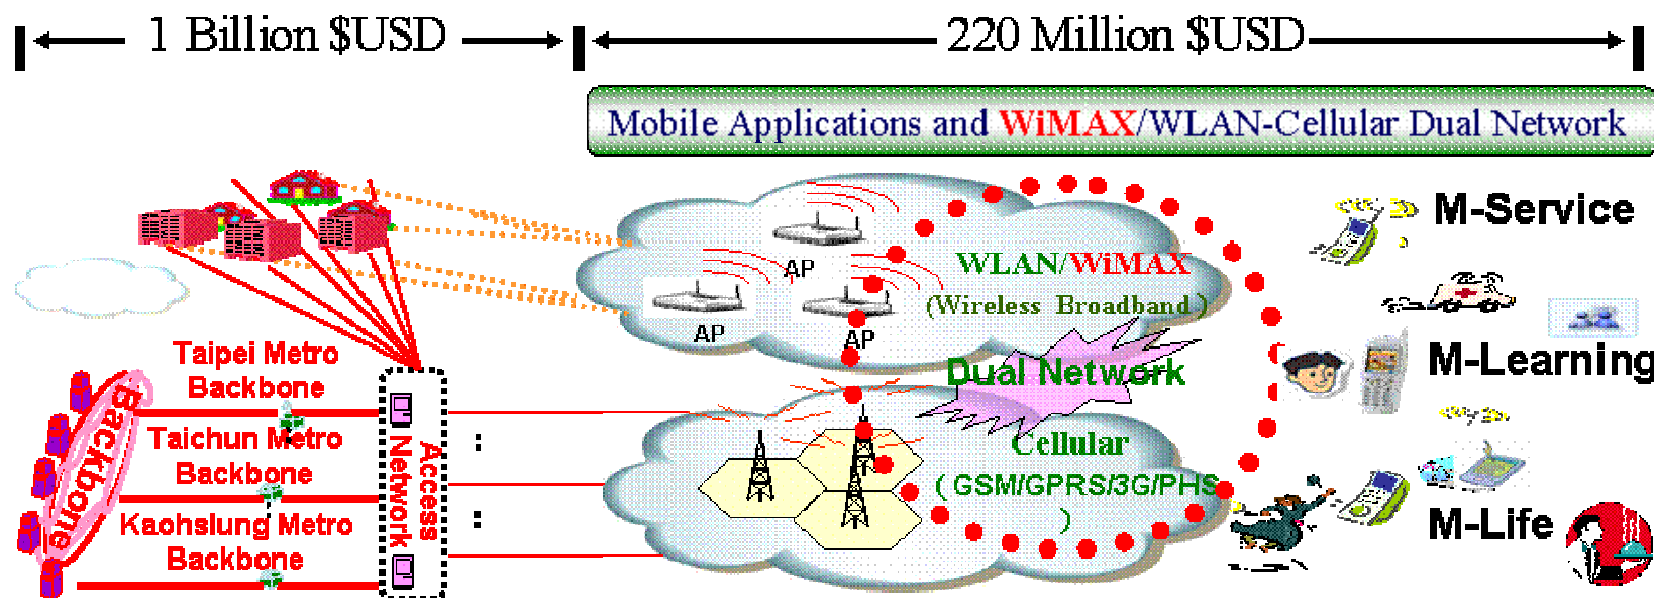 1 Billion $USD
220 Million $USD
Mobile Applications and WiMAX/WLAN-Cellular Dual Network
M-Service
AP
WLAN/WiMAX
(Wireless Broadband)
AP
AP
Taipei Metro
Backbone
Dual Network
M-Learning
Backbone
Taichun Metro
Backbone
Access
Network
:
Cellular
(GSM/GPRS/3G/PHS
)
:
Kaohslung Metro
Backbone
M-Life